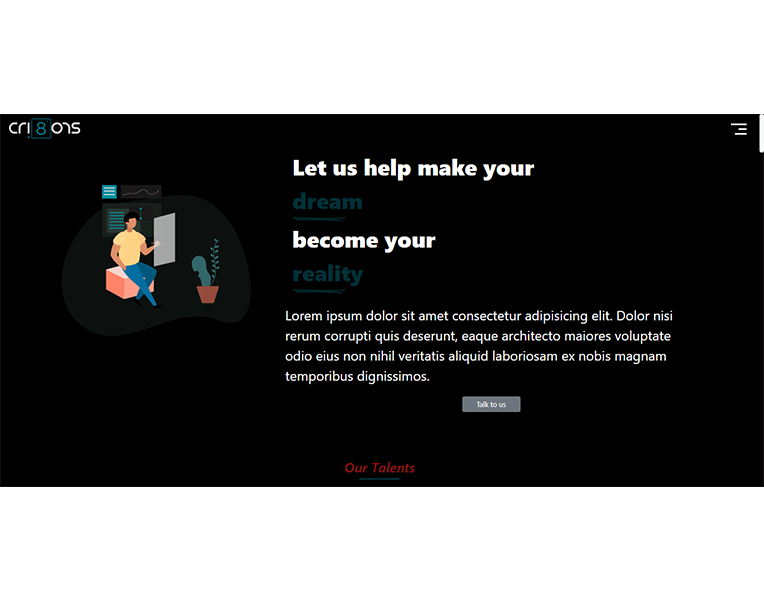 cri8ons
Let us help make your
dream
become your
reality
Lorem ipsum dolor sit amet consectetur adipisicing elit. Dolor nisi
rerum corrupti quis deserunt, eaque architecto maiores voluptate
odio eius non nihil veritatis aliquid laboriosam ex nobis magnam
temporibus dignissimos.
Talk to us
Our Talents